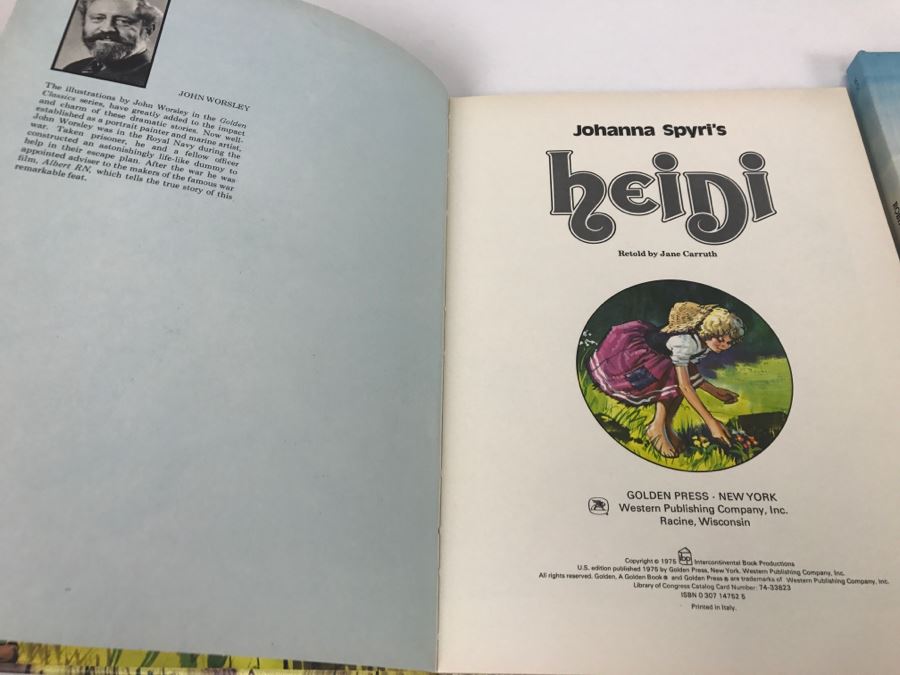 JOHN WORSLEY
The illustrations by John Worsley in the Golden
Classics series, have greatly added to the impact
and charm of these dramatic stories. Now well-
established as a portrait painter and marine artist,
John Worsley was in the Royal Navy during the
war. Taken prisoner, he and a fellow officer
constructed an astonishingly life-like dummy to
help in their escape plan. After the war he was
appointed adviser to the makers of the famous war
film, Albert RN, which tells the true story of this
remarkable feat.
Johanna Spyri's
heidi
Retold by Jane Carruth
GOLDEN PRESS · NEW YORK
Western Publishing Company, Inc.
Racine, Wisconsin
Copyright © 1975 ibp Intercontinental Book Productions
U.S. edition published 1975 by Golden Press, New York, Western Publishing Company, Inc.
All rights reserved. Golden, A Golden Book® and Golden Press® are trademarks of Western Publishing Company, Inc.
Library of Congress Catalog Card Number: 74-33823
ISBN 0 307 14752 5
Printed in Italy.